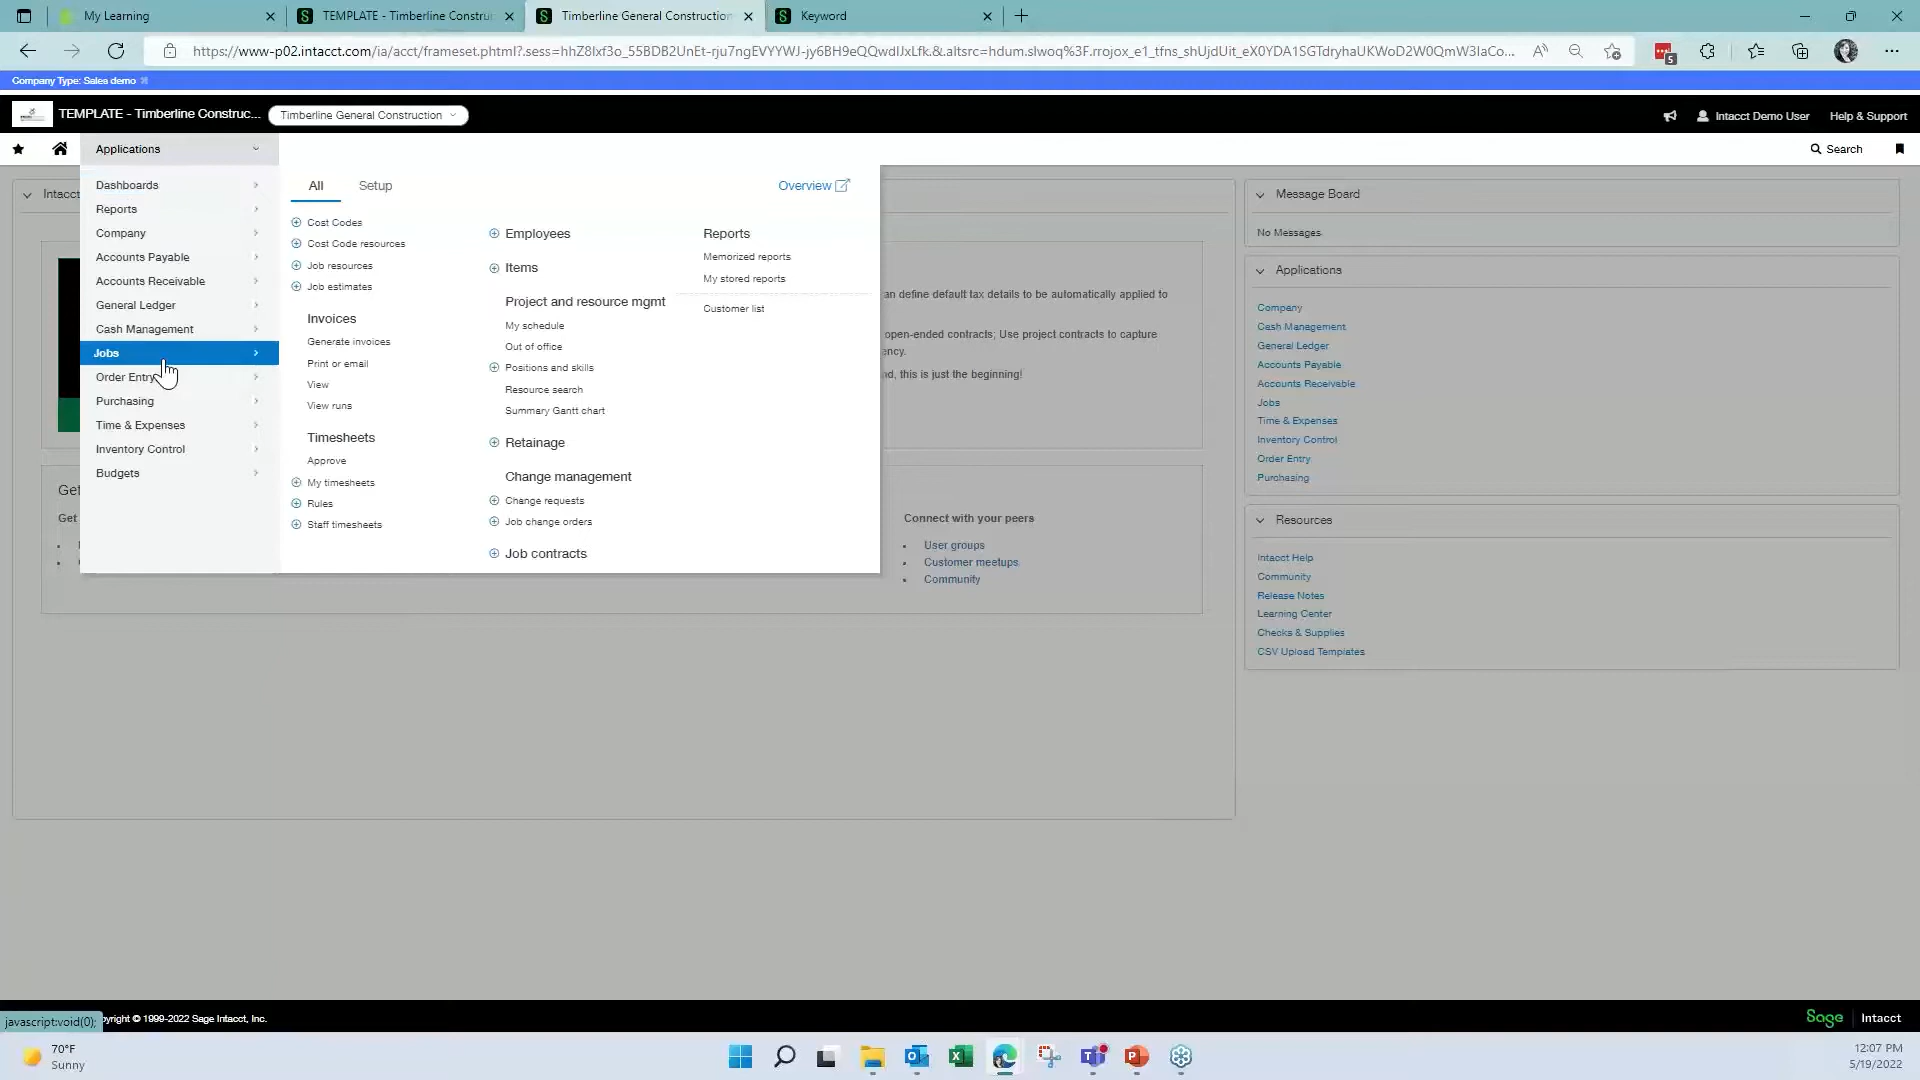 My Learning
TEMPLATE - Timberline Constru
Timberline General Construction
Keyword
https://www-p02.intacct.com/ia/acct/frameset.phtml?.sess=hhZ8Ixf3o_55BDB2UnEt-rju7ngEVYYWJ-jy6BH9eQQwdIJxLfk.&.altsrc=hdum.slwoq%3F.rrojox_e1_tfns_shUjdUit_eX0YDA1SGTdryhaUKWoD2W0QmW3IaCo...
5
Company Type: Sales demo
TEMPLATE - Timberline Construc...
Timberline General Construction
Intacct Demo User
Help & Support
Applications
Search
Dashboards
Reports
Company
Accounts Payable
Accounts Receivable
General Ledger
Cash Management
Jobs
Order Entry
Purchasing
Time & Expenses
Inventory Control
Budgets
All
Setup
Overview
Cost Codes
Cost Code resources
Job resources
Job estimates
Invoices
Generate invoices
Print or email
View
View runs
Timesheets
Approve
My timesheets
Rules
Staff timesheets
Employees
Items
Project and resource mgmt
My schedule
Out of office
Positions and skills
Resource search
Summary Gantt chart
Retainage
Change management
Change requests
Job change orders
Job contracts
Reports
Memorized reports
My stored reports
Customer list
Intacct
an define default tax details to be automatically applied to
open-ended contracts; Use project contracts to capture
ency.
d, this is just the beginning!
Get
Get
Connect with your peers
User groups
Customer meetups
Community
Message Board
No Messages
Applications
Company
Cash Management
General Ledger
Accounts Payable
Accounts Receivable
Jobs
Time & Expenses
Inventory Control
Order Entry
Purchasing
Resources
Intacct Help
Community
Release Notes
Learning Center
Checks & Supplies
CSV Upload Templates
javascript:void(0);
pyright © 1999-2022 Sage Intacct, Inc.
Sage
Intacct
70°F
Sunny
12:07 PM
5/19/2022